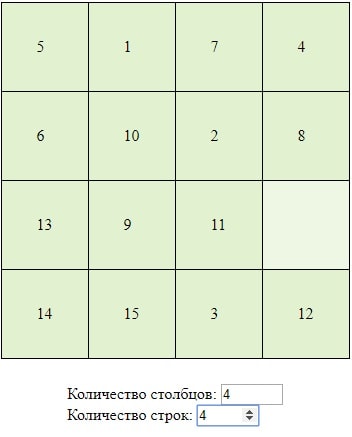 5 1 7 4
6 10 2 8
13 9 11
14 15 3 12
Количество столбцов: 4
Количество строк: 4